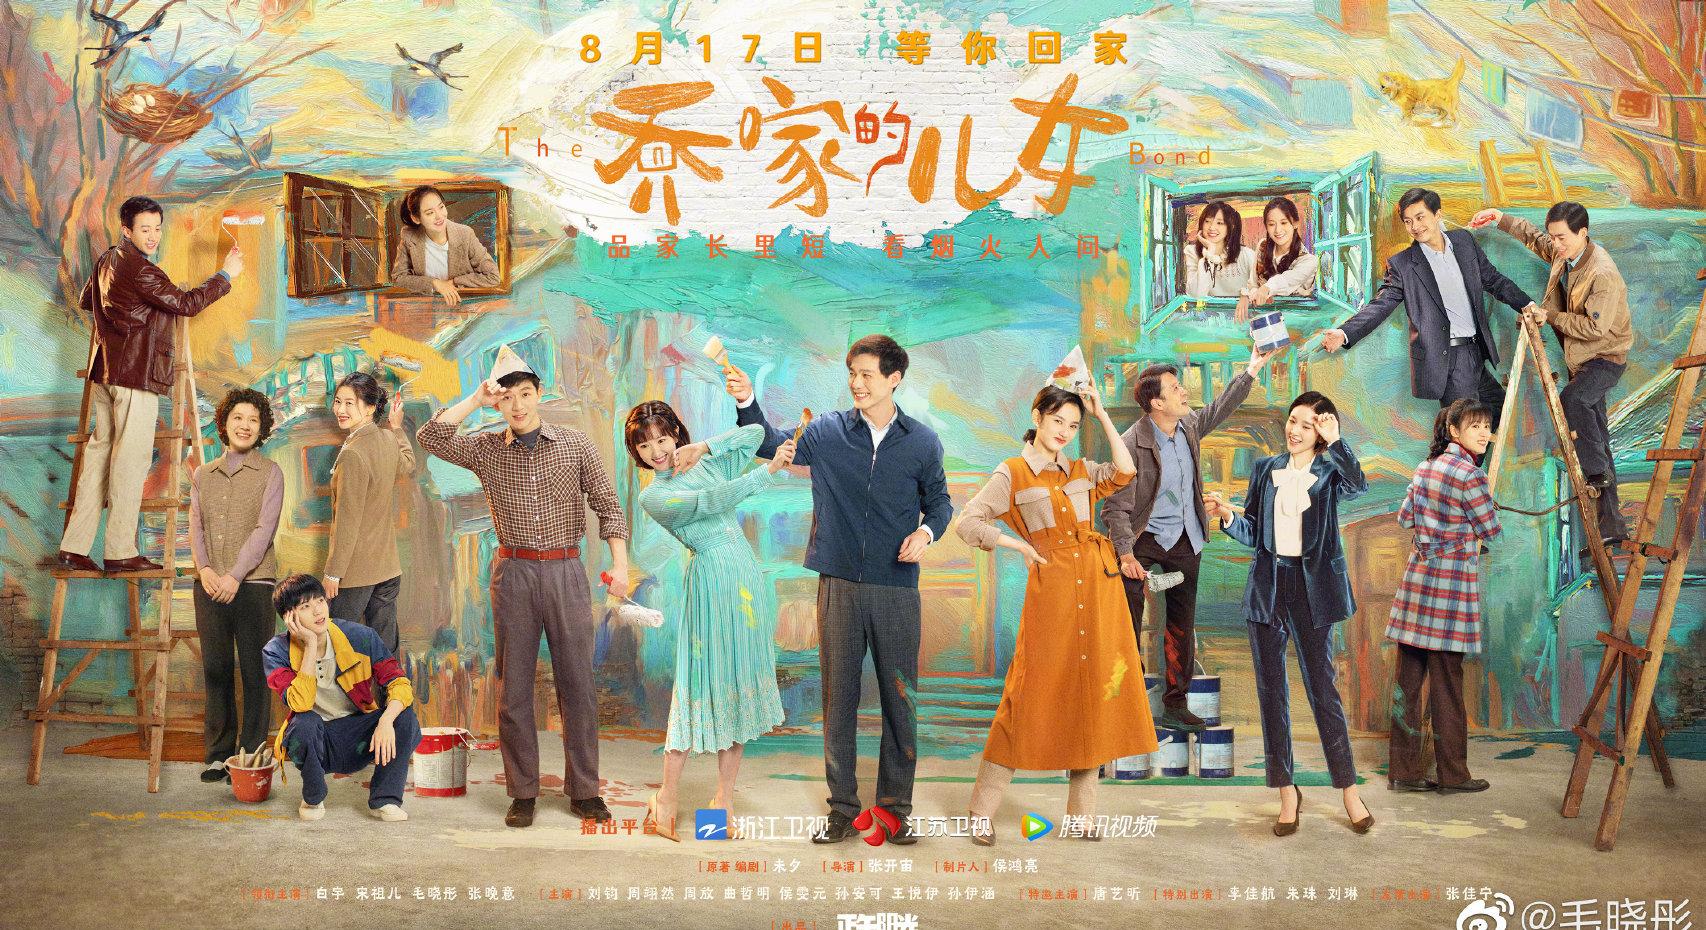 8月17日 等你回家
The 乔家的儿女 Bond
品家长里短 看烟火人间
播出平台 | 浙江卫视 江苏卫视 腾讯视频
[原著 编剧] 未夕 [导演] 张开宙 [制片人] 侯鸿亮
[领衔主演] 白宇 宋祖儿 毛晓彤 张晚意 [主演] 刘钧 周翊然 周放 曲哲明 侯雯元 孙安可 王悦伊 孙伊涵 [特邀主演] 唐艺昕 [特别出演] 李佳航 朱珠 刘琳 [友情出演] 张佳宁
[出品] 正午阳光
@毛晓彤